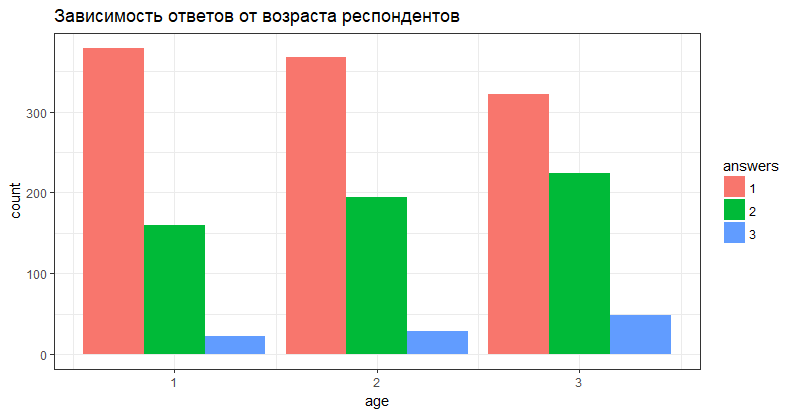 Зависимость ответов от возраста респондентов
count
300
200
100
0
1
2
3
age
answers
1
2
3